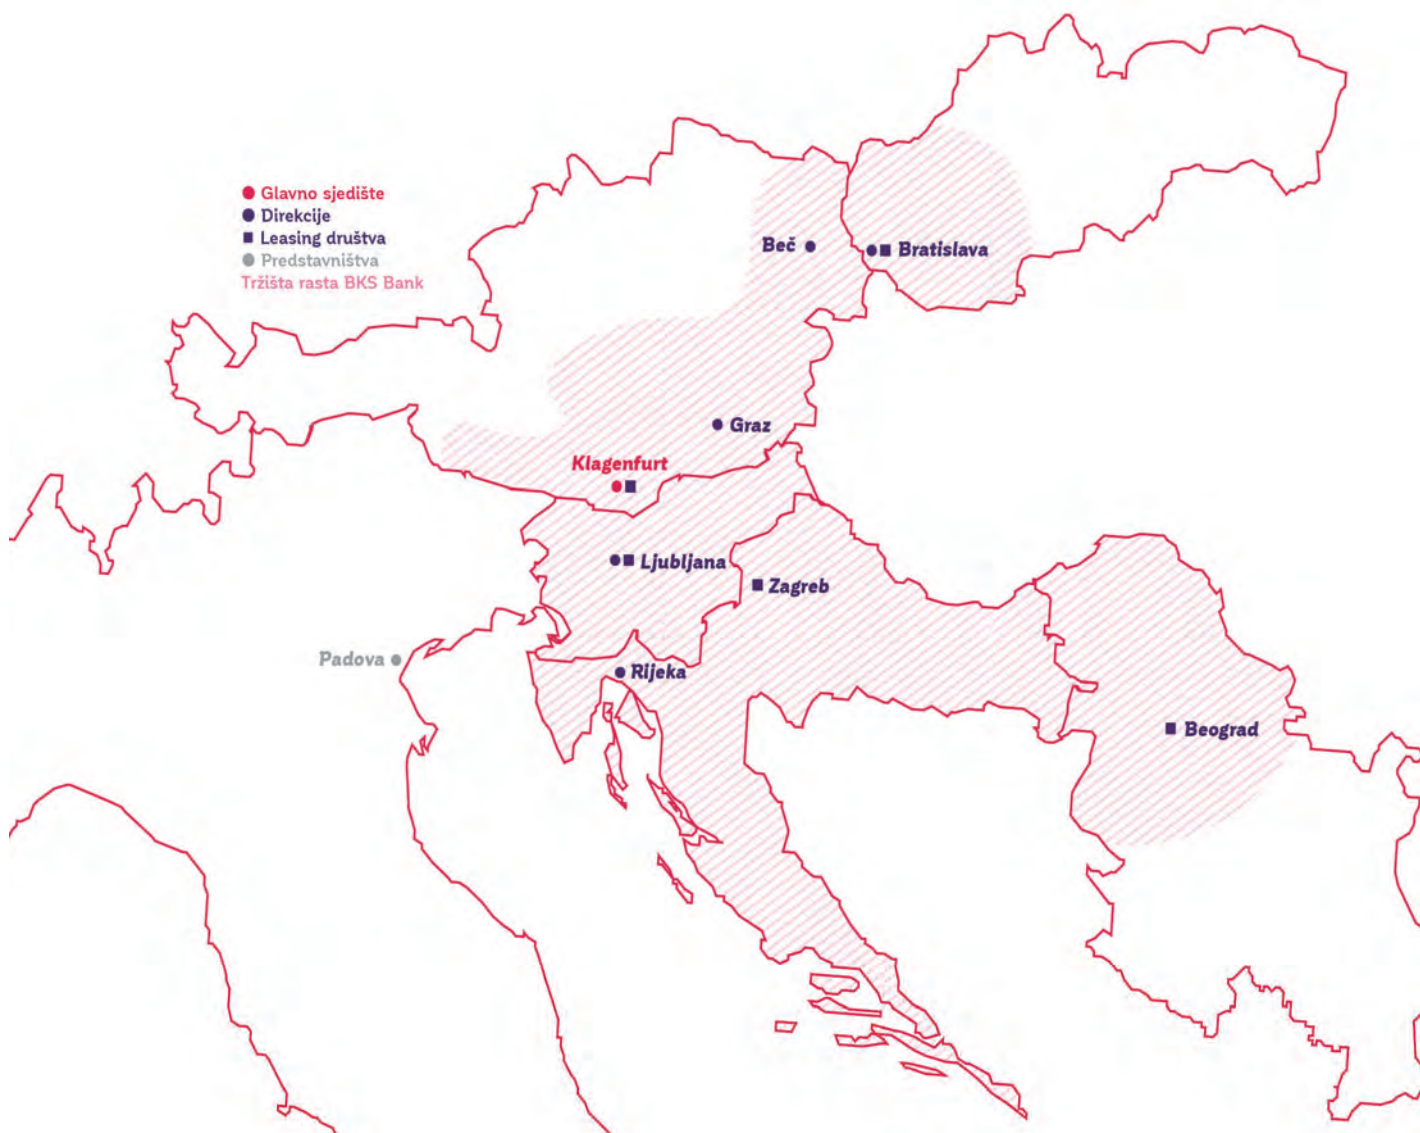 Glavno sjedište
Direkcije
Leasing društva
Predstavništva
Tržišta rasta BKS Bank
Beč
Bratislava
Graz
Klagenfurt
Ljubljana
Zagreb
Padova
Rijeka
Beograd